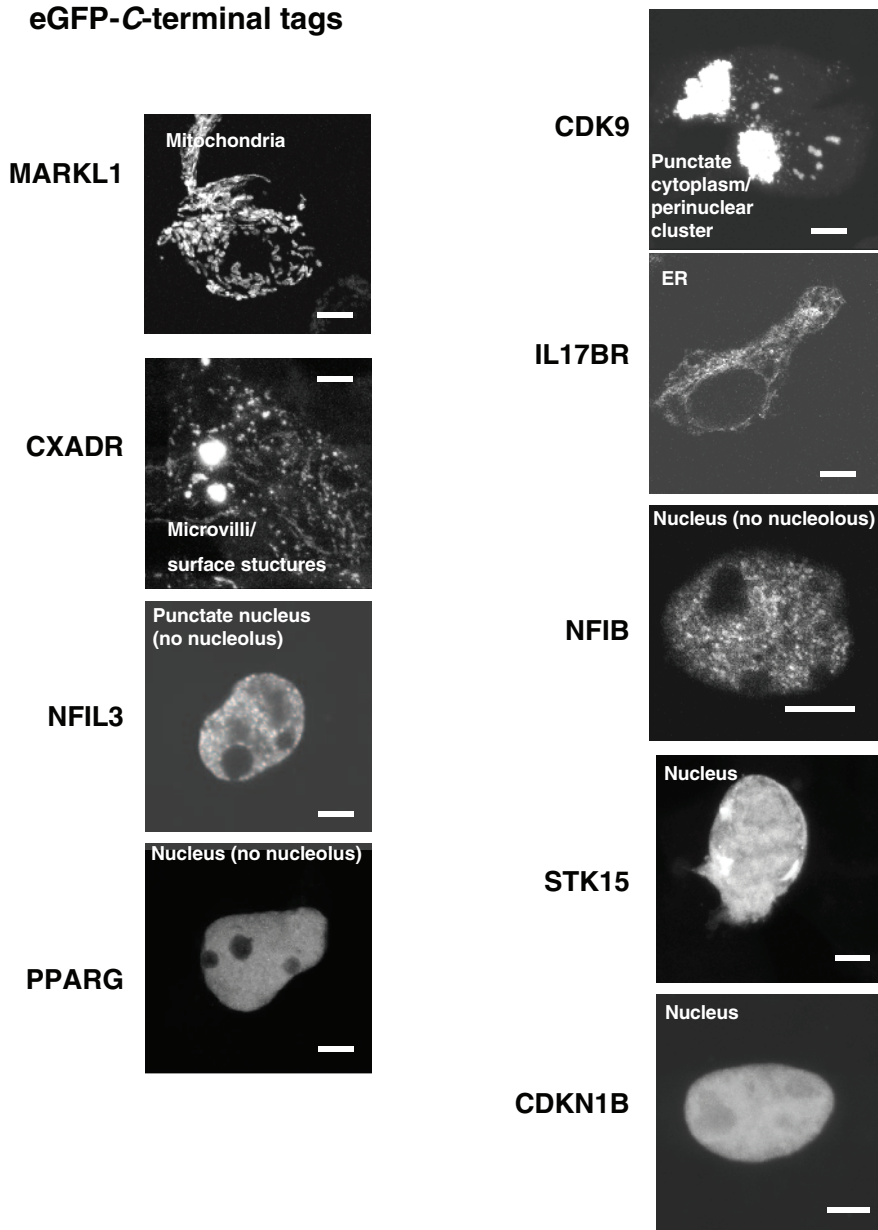 eGFP-C-terminal tags
MARKL1
Mitochondria
CXADR
Microvilli/
surface stuctures
NFIL3
Punctate nucleus
(no nucleolus)
PPARG
Nucleus (no nucleolus)
CDK9
Punctate
cytoplasm/
perinuclear
cluster
IL17BR
ER
NFIB
Nucleus (no nucleolous)
STK15
Nucleus
CDKN1B
Nucleus